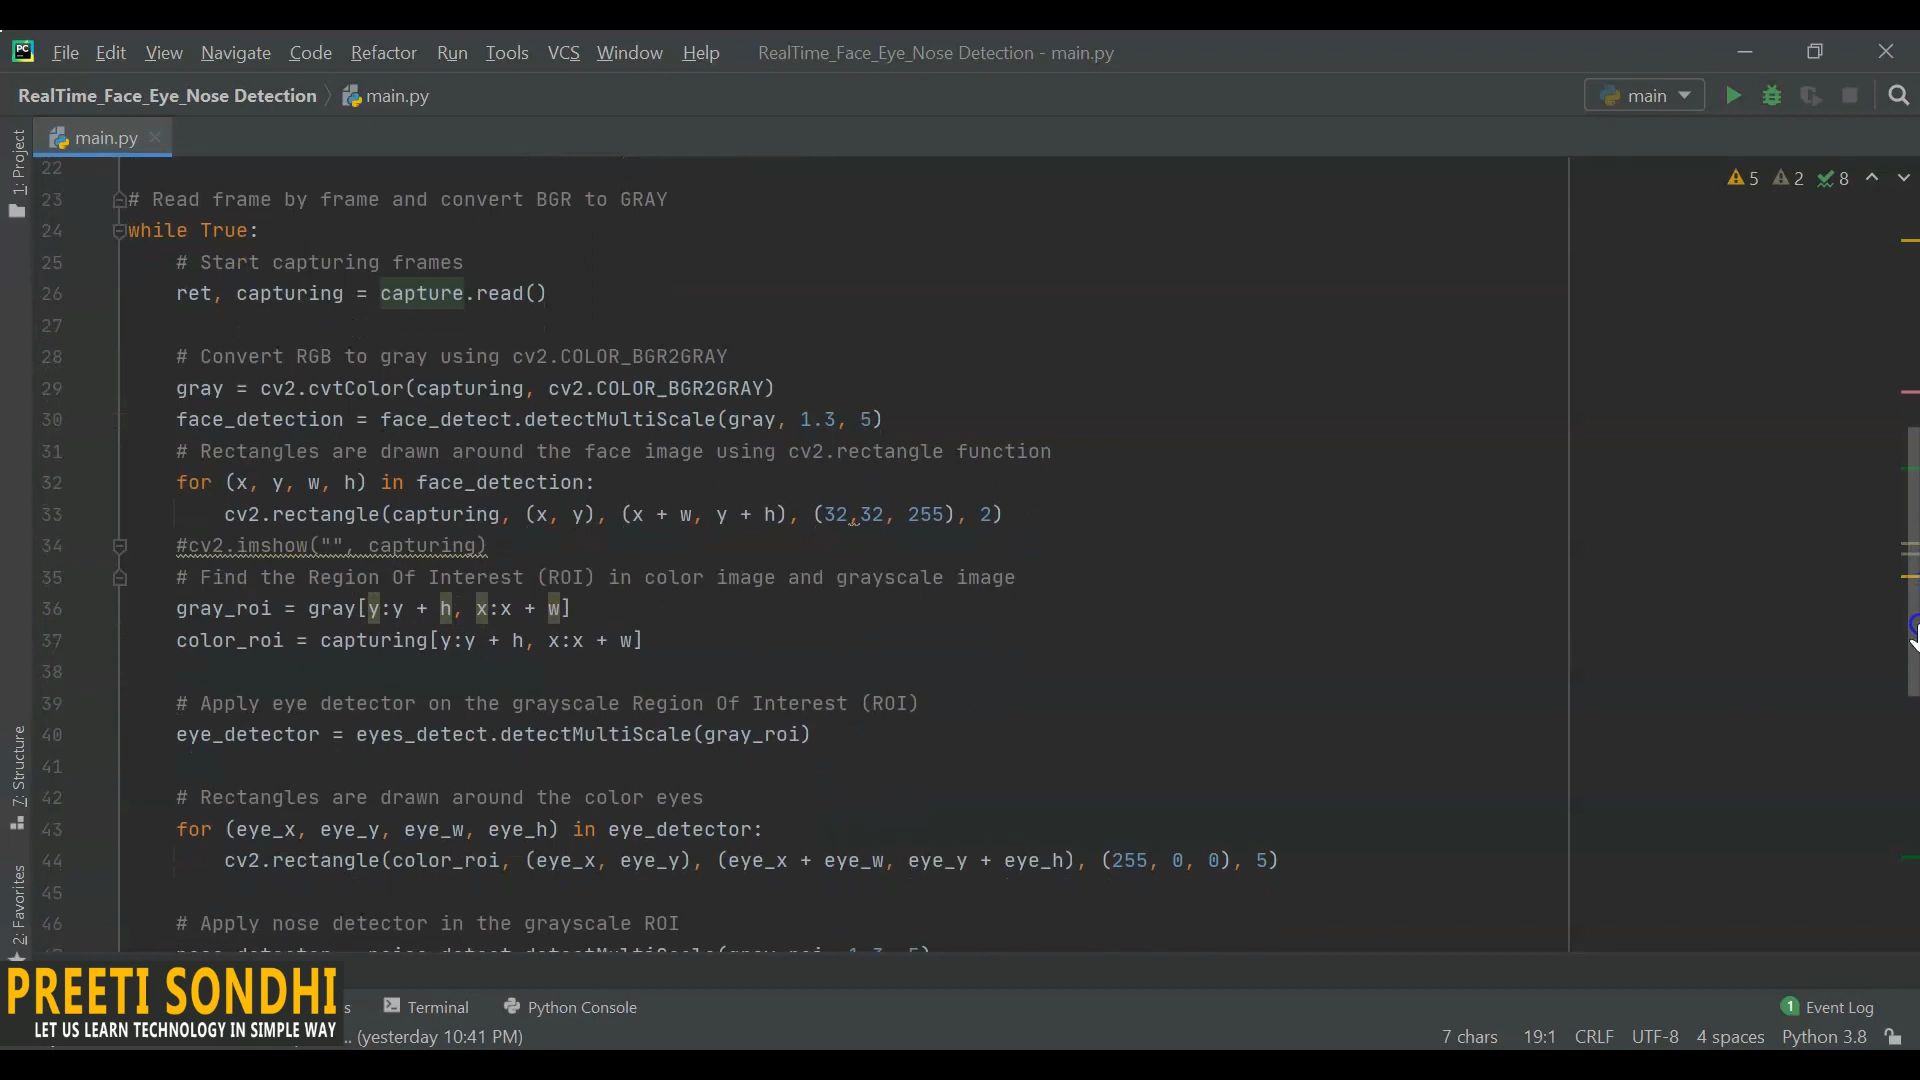 File Edit View Navigate Code Refactor Run Tools VCS Window Help RealTime_Face_Eye_Nose Detection - main.py
RealTime_Face_Eye_Nose Detection main.py main
main.py
1: Project
7: Structure
2: Favorites
5 2 8
22
23 # Read frame by frame and convert BGR to GRAY
24 while True:
25 # Start capturing frames
26 ret, capturing = capture.read()
27
28 # Convert RGB to gray using cv2.COLOR_BGR2GRAY
29 gray = cv2.cvtColor(capturing, cv2.COLOR_BGR2GRAY)
30 face_detection = face_detect.detectMultiScale(gray, 1.3, 5)
31 # Rectangles are drawn around the face image using cv2.rectangle function
32 for (x, y, w, h) in face_detection:
33 cv2.rectangle(capturing, (x, y), (x + w, y + h), (32,32, 255), 2)
34 #cv2.imshow("", capturing)
35 # Find the Region Of Interest (ROI) in color image and grayscale image
36 gray_roi = gray[y:y + h, x:x + w]
37 color_roi = capturing[y:y + h, x:x + w]
38
39 # Apply eye detector on the grayscale Region Of Interest (ROI)
40 eye_detector = eyes_detect.detectMultiScale(gray_roi)
41
42 # Rectangles are drawn around the color eyes
43 for (eye_x, eye_y, eye_w, eye_h) in eye_detector:
44 cv2.rectangle(color_roi, (eye_x, eye_y), (eye_x + eye_w, eye_y + eye_h), (255, 0, 0), 5)
45
46 # Apply nose detector in the grayscale ROI
PREETI SONDHI
LET US LEARN TECHNOLOGY IN SIMPLE WAY
Terminal Python Console 1 Event Log
.. (yesterday 10:41 PM) 7 chars 19:1 CRLF UTF-8 4 spaces Python 3.8